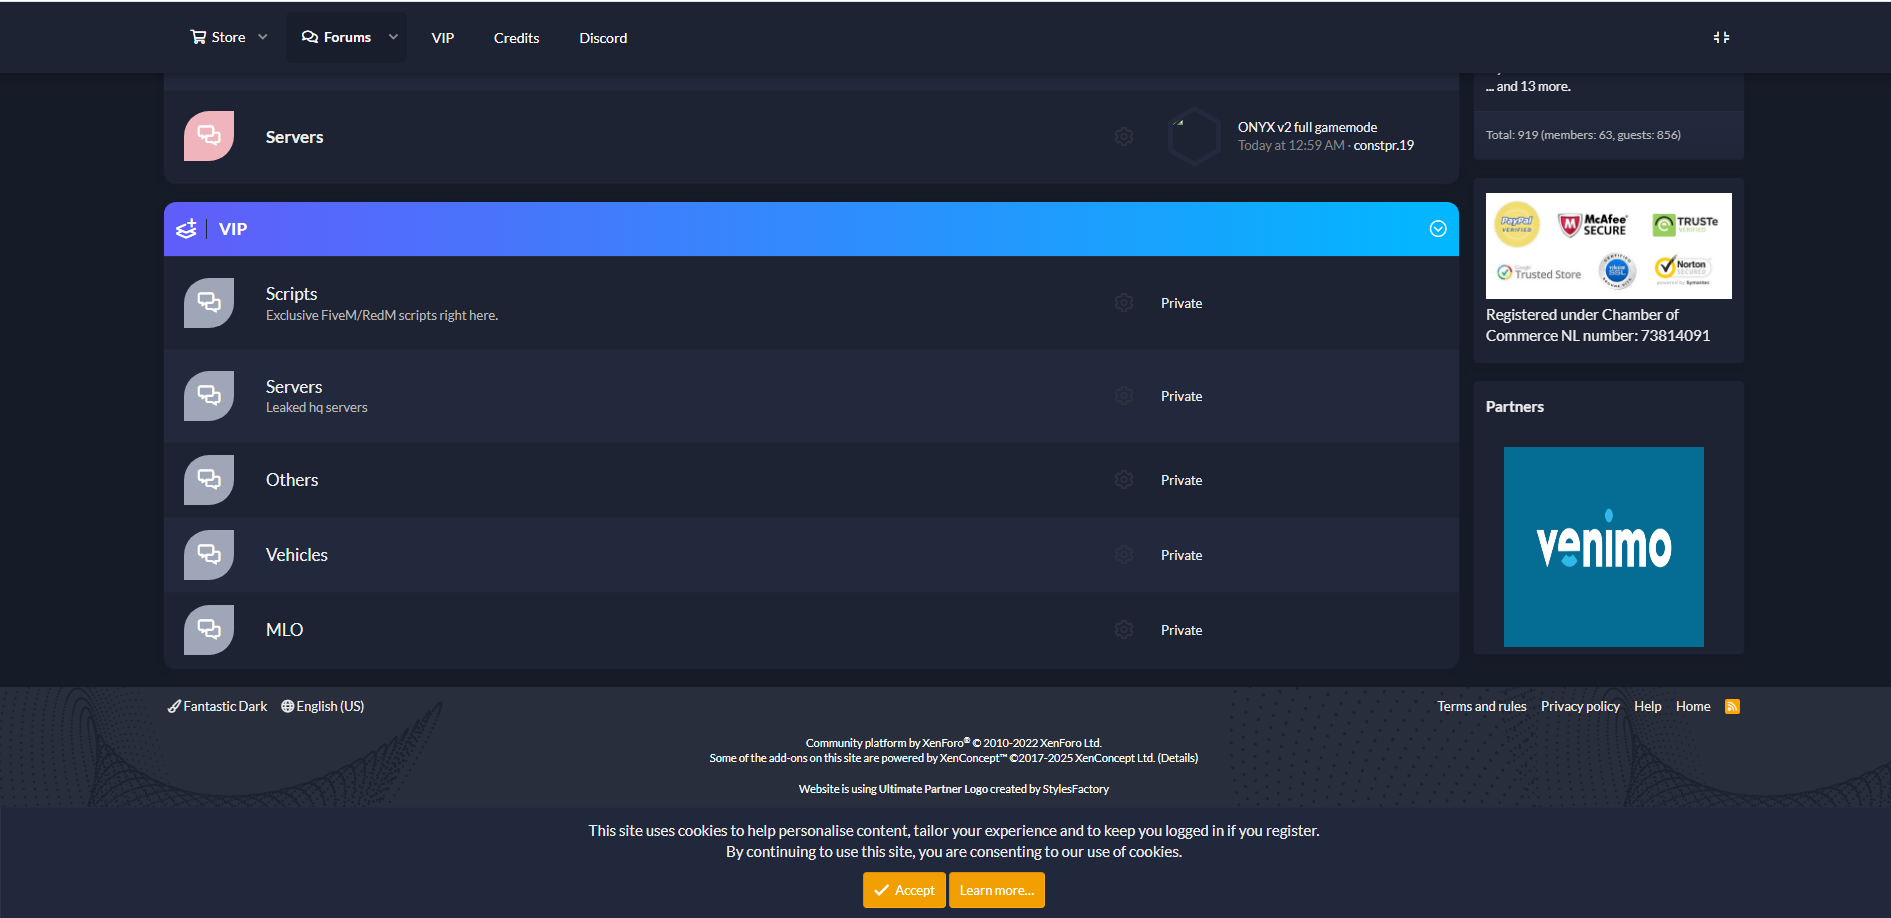 Store
Forums
VIP
Credits
Discord
... and 13 more.
Servers
ONYX v2 full gamemode
Today at 12:59 AM · constpr.19
Total: 919 (members: 63, guests: 856)
VIP
Scripts
Exclusive FiveM/RedM scripts right here.
Private
Servers
Leaked hq servers
Private
Others
Private
Vehicles
Private
MLO
Private
PayPal
VERIFIED
McAfee
SECURE
TRUSTe
VERIFIED
Google
Trusted Store
Norton
SECURED
powered by Symantec
Registered under Chamber of
Commerce NL number: 73814091
Partners
venimo
Fantastic Dark
English (US)
Terms and rules
Privacy policy
Help
Home
Community platform by XenForo® © 2010-2022 XenForo Ltd.
Some of the add-ons on this site are powered by XenConcept™ ©2017-2025 XenConcept Ltd. (Details)
Website is using Ultimate Partner Logo created by StylesFactory
This site uses cookies to help personalise content, tailor your experience and to keep you logged in if you register.
By continuing to use this site, you are consenting to our use of cookies.
Accept
Learn more...